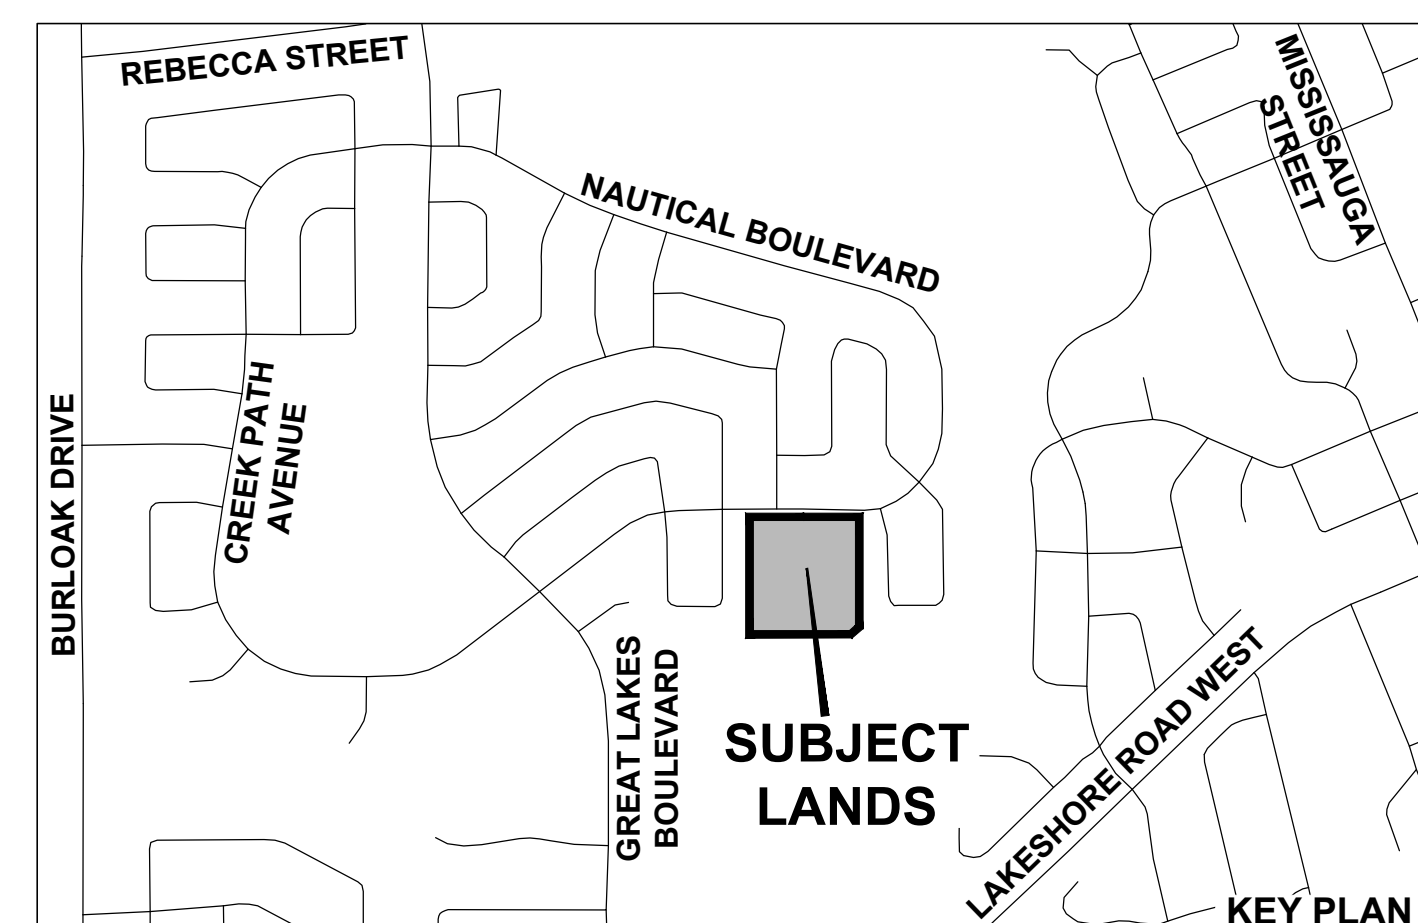 REBECCA STREET
MISSISSAUGA
STREET
NAUTICAL BOULEVARD
CREEK PATH
AVENUE
BURLOAK DRIVE
GREAT LAKES
BOULEVARD
SUBJECT
LANDS
LAKESHORE ROAD WEST
KEY PLAN